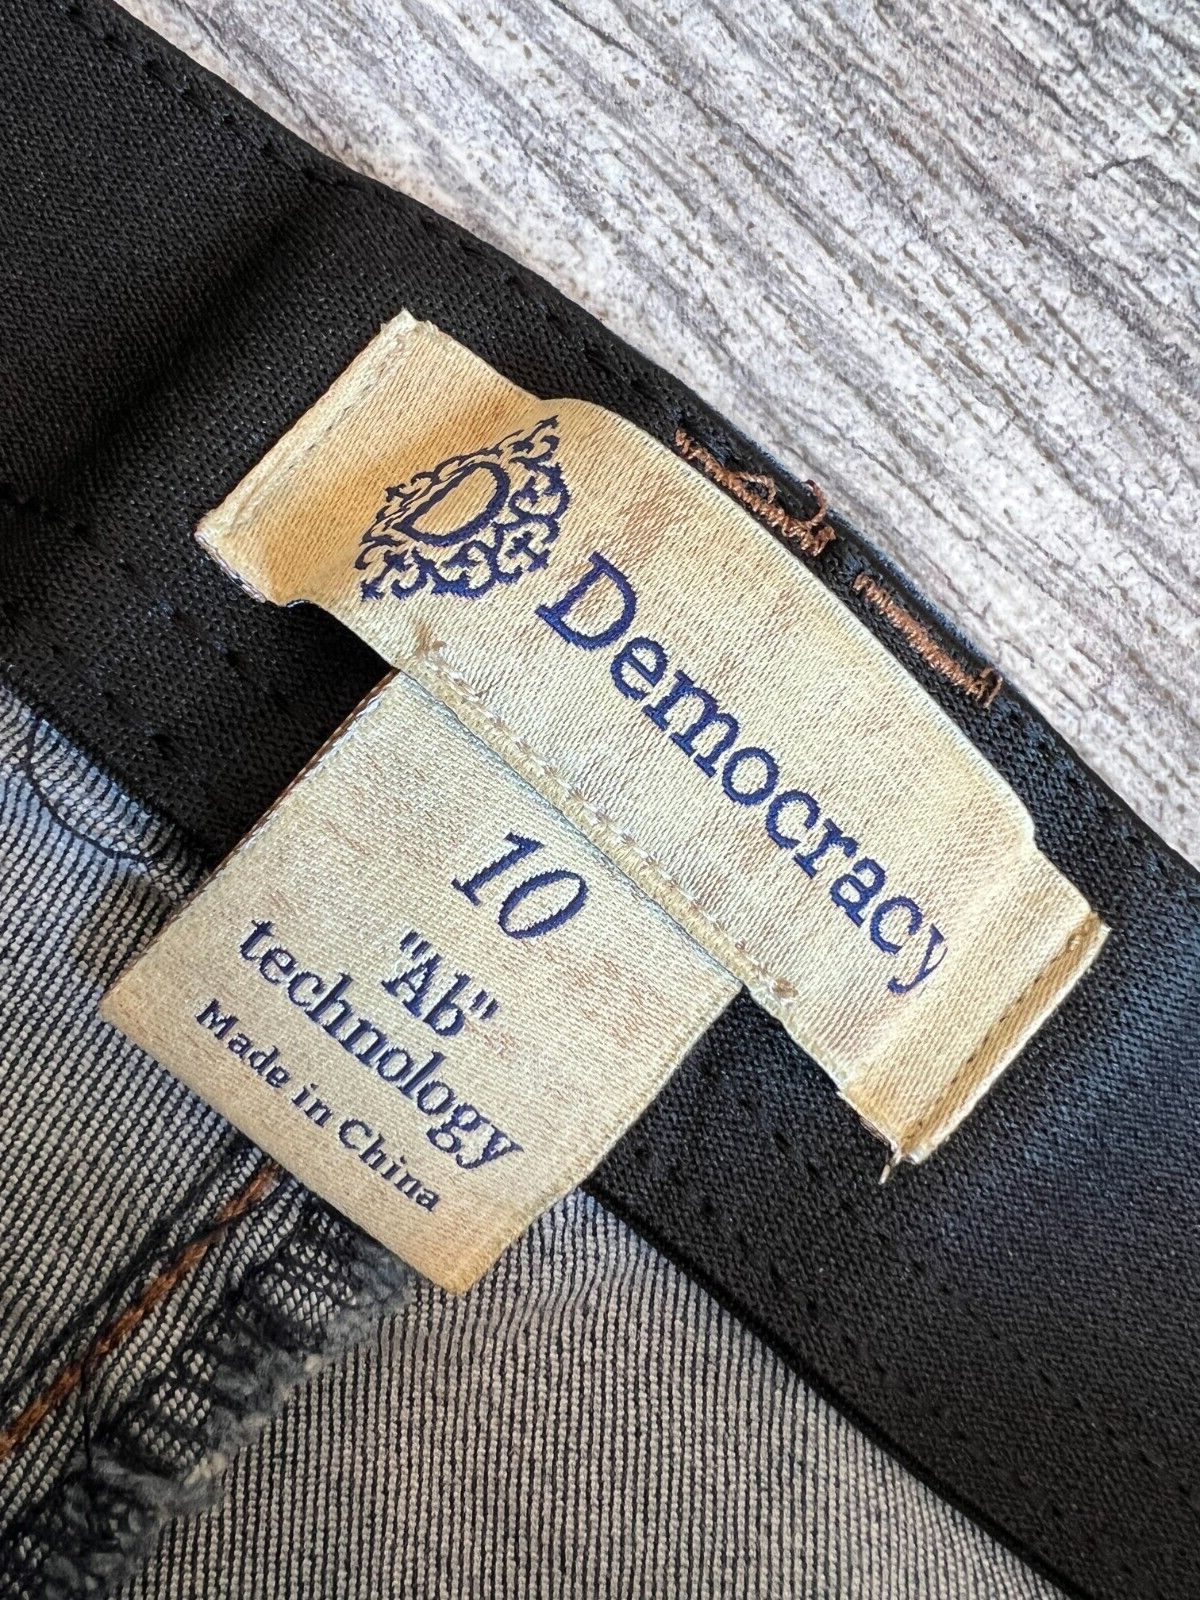 D
Democracy
10
"Ab"
technology
Made in China